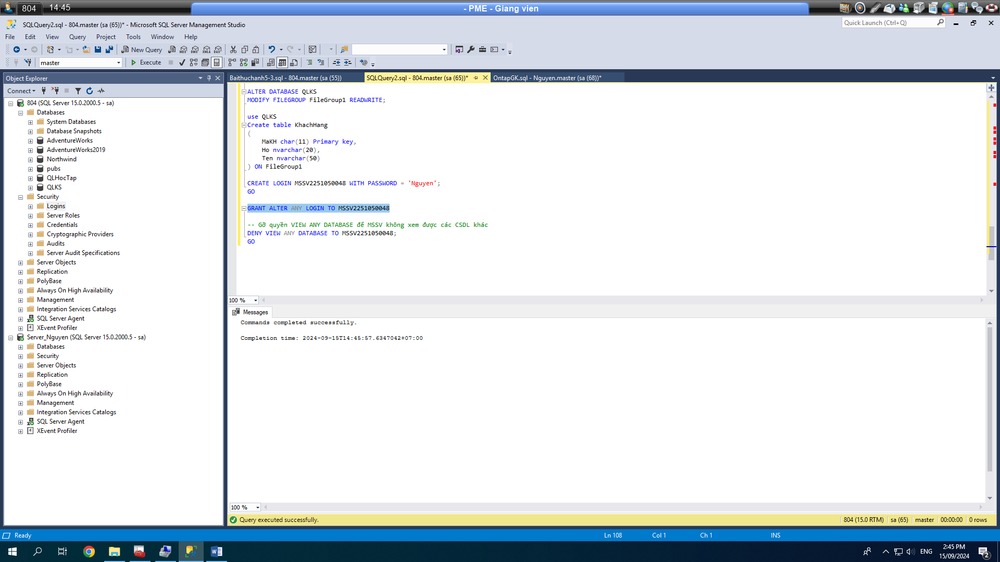 804
14:45
- PME - Giang vien
SQLQuery2.sql - 804.master (sa (65))* - Microsoft SQL Server Management Studio
Quick Launch (Ctrl+Q)
File Edit View Query Project Tools Window Help
New Query
MDX DMX XMLA DAX
master
Execute
Object Explorer
Connect
804 (SQL Server 15.0.2000.5 - sa)
Databases
System Databases
Database Snapshots
AdventureWorks
AdventureWorks2019
Northwind
pubs
QLHocTap
QLKS
Security
Logins
Server Roles
Credentials
Cryptographic Providers
Audits
Server Audit Specifications
Server Objects
Replication
PolyBase
Always On High Availability
Management
Integration Services Catalogs
SQL Server Agent
XEvent Profiler
Server_Nguyen (SQL Server 15.0.2000.5 - sa)
Databases
Security
Server Objects
Replication
PolyBase
Always On High Availability
Management
Integration Services Catalogs
SQL Server Agent
XEvent Profiler
Baithuchanh5-3.sql - 804.master (sa (55))
SQLQuery2.sql - 804.master (sa (65))*
OntapGK.sql - Nguyen.master (sa (68))*
ALTER DATABASE QLKS
MODIFY FILEGROUP FileGroup1 READWRITE;
use QLKS
Create table KhachHang
(
MaKH char(11) Primary key,
Ho nvarchar(20),
Ten nvarchar(50)
) ON FileGroup1
CREATE LOGIN MSSV2251050048 WITH PASSWORD = 'Nguyen';
GO
GRANT ALTER ANY LOGIN TO MSSV2251050048
-- Gỡ quyền VIEW ANY DATABASE để MSSV không xem được các CSDL khác
DENY VIEW ANY DATABASE TO MSSV2251050048;
GO
100 %
Messages
Commands completed successfully.
Completion time: 2024-09-15T14:45:57.6347042+07:00
100 %
Query executed successfully.
804 (15.0 RTM) sa (65) master 00:00:00 0 rows
Ready
Ln 108 Col 1 Ch 1 INS
ENG
2:45 PM
15/09/2024
2